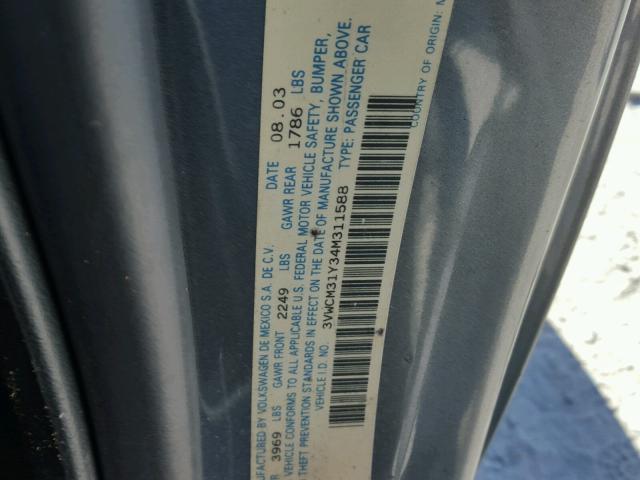 UFACTURED BY VOLKSWAGEN DE MEXICO S.A. DE C.V. DATE 08.03
R 3969 LBS GAWR FRONT 2249 LBS GAWR REAR 1786 LBS
VEHICLE CONFORMS TO ALL APPLICABLE U.S. FEDERAL MOTOR VEHICLE SAFETY, BUMPER,
THEFT PREVENTION STANDARDS IN EFFECT ON THE DATE OF MANUFACTURE SHOWN ABOVE.
VEHICLE I.D. NO. 3VWCM31Y34M311588 TYPE: PASSENGER CAR
COUNTRY OF ORIGIN: M